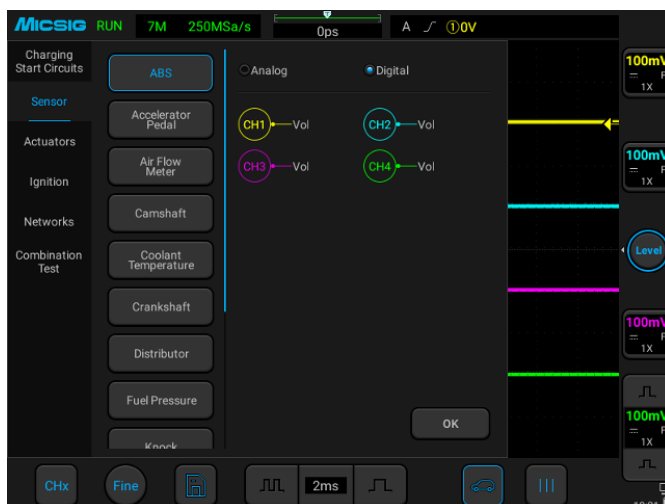 MICSIG RUN 7M 250MSa/s 0ps A ①0V
Charging
Start Circuits
Sensor
Actuators
Ignition
Networks
Combination
Test
ABS
Accelerator
Pedal
Air Flow
Meter
Camshaft
Coolant
Temperature
Crankshaft
Distributor
Fuel Pressure
Knock
Analog Digital
CH1 Vol CH2 Vol
CH3 Vol CH4 Vol
OK
100mV
F
1X
100mV
F
1X
Level
100mV
F
1X
100mV
F
1X
CHx Fine 2ms